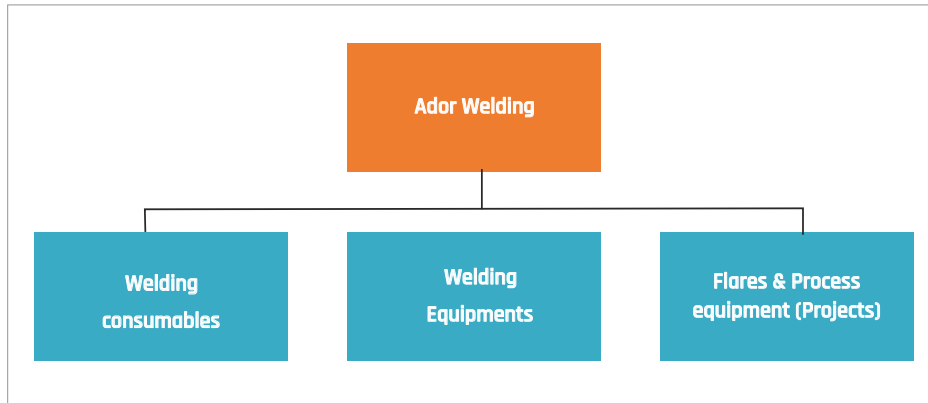 Ador Welding
Welding
consumables
Welding
Equipments
Flares & Process
equipment (Projects)